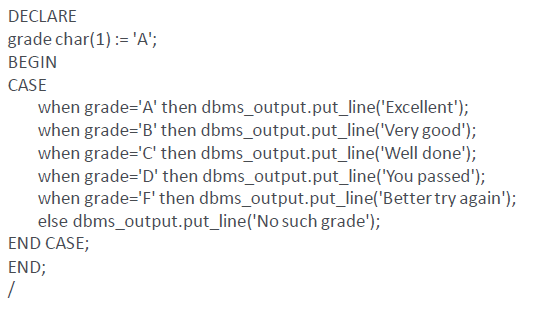 DECLARE
grade char(1) := 'A';
BEGIN
CASE
when grade='A' then dbms_output.put_line('Excellent');
when grade='B' then dbms_output.put_line('Very good');
when grade='C' then dbms_output.put_line('Well done');
when grade='D' then dbms_output.put_line('You passed');
when grade='F' then dbms_output.put_line('Better try again');
else dbms_output.put_line('No such grade');
END CASE;
END;
/